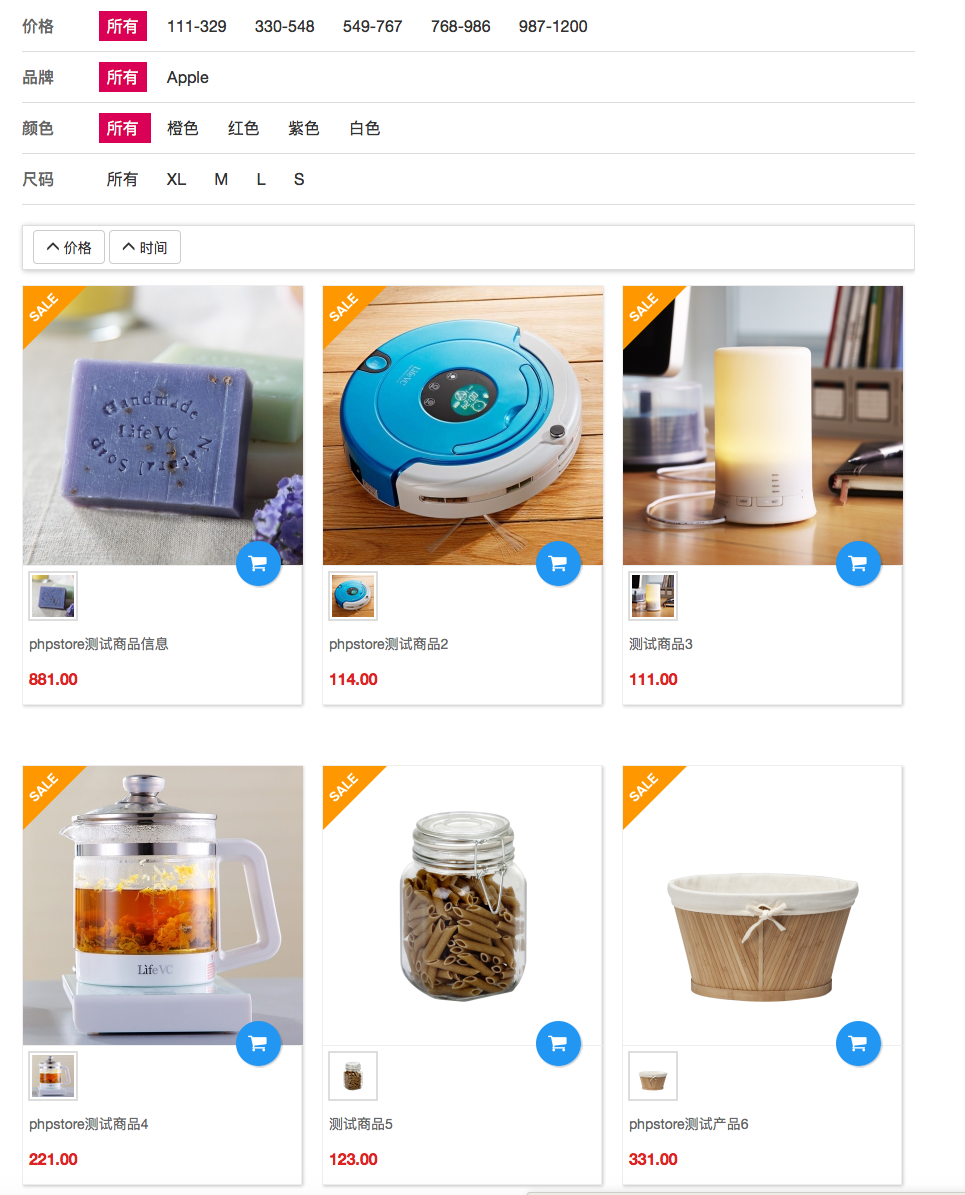 价格 所有 111-329 330-548 549-767 768-986 987-1200
品牌 所有 Apple
颜色 所有 橙色 红色 紫色 白色
尺码 所有 XL M L S
价格 时间
SALE SALE SALE
Handmade
LifeVC
Natural Soap
LifeVC
phpstore测试商品信息 phpstore测试商品2 测试商品3
881.00 114.00 111.00
SALE SALE SALE
LifeVC
phpstore测试商品4 测试商品5 phpstore测试产品6
221.00 123.00 331.00